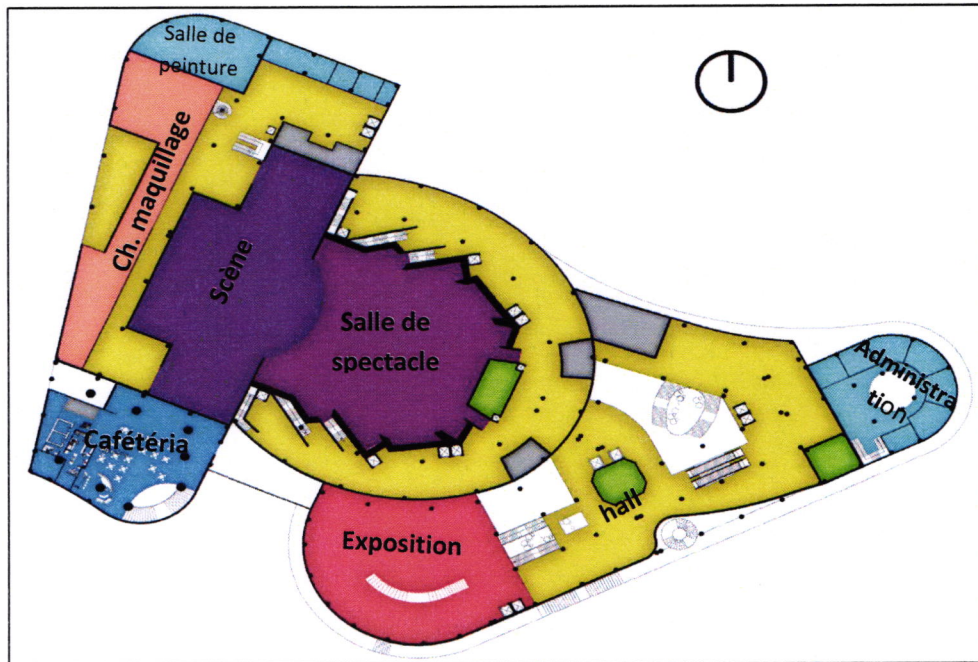 Salle de
peinture
Ch. maquillage
Scène
Salle de
spectacle
Administra
tion
Cafétéria
hall
Exposition